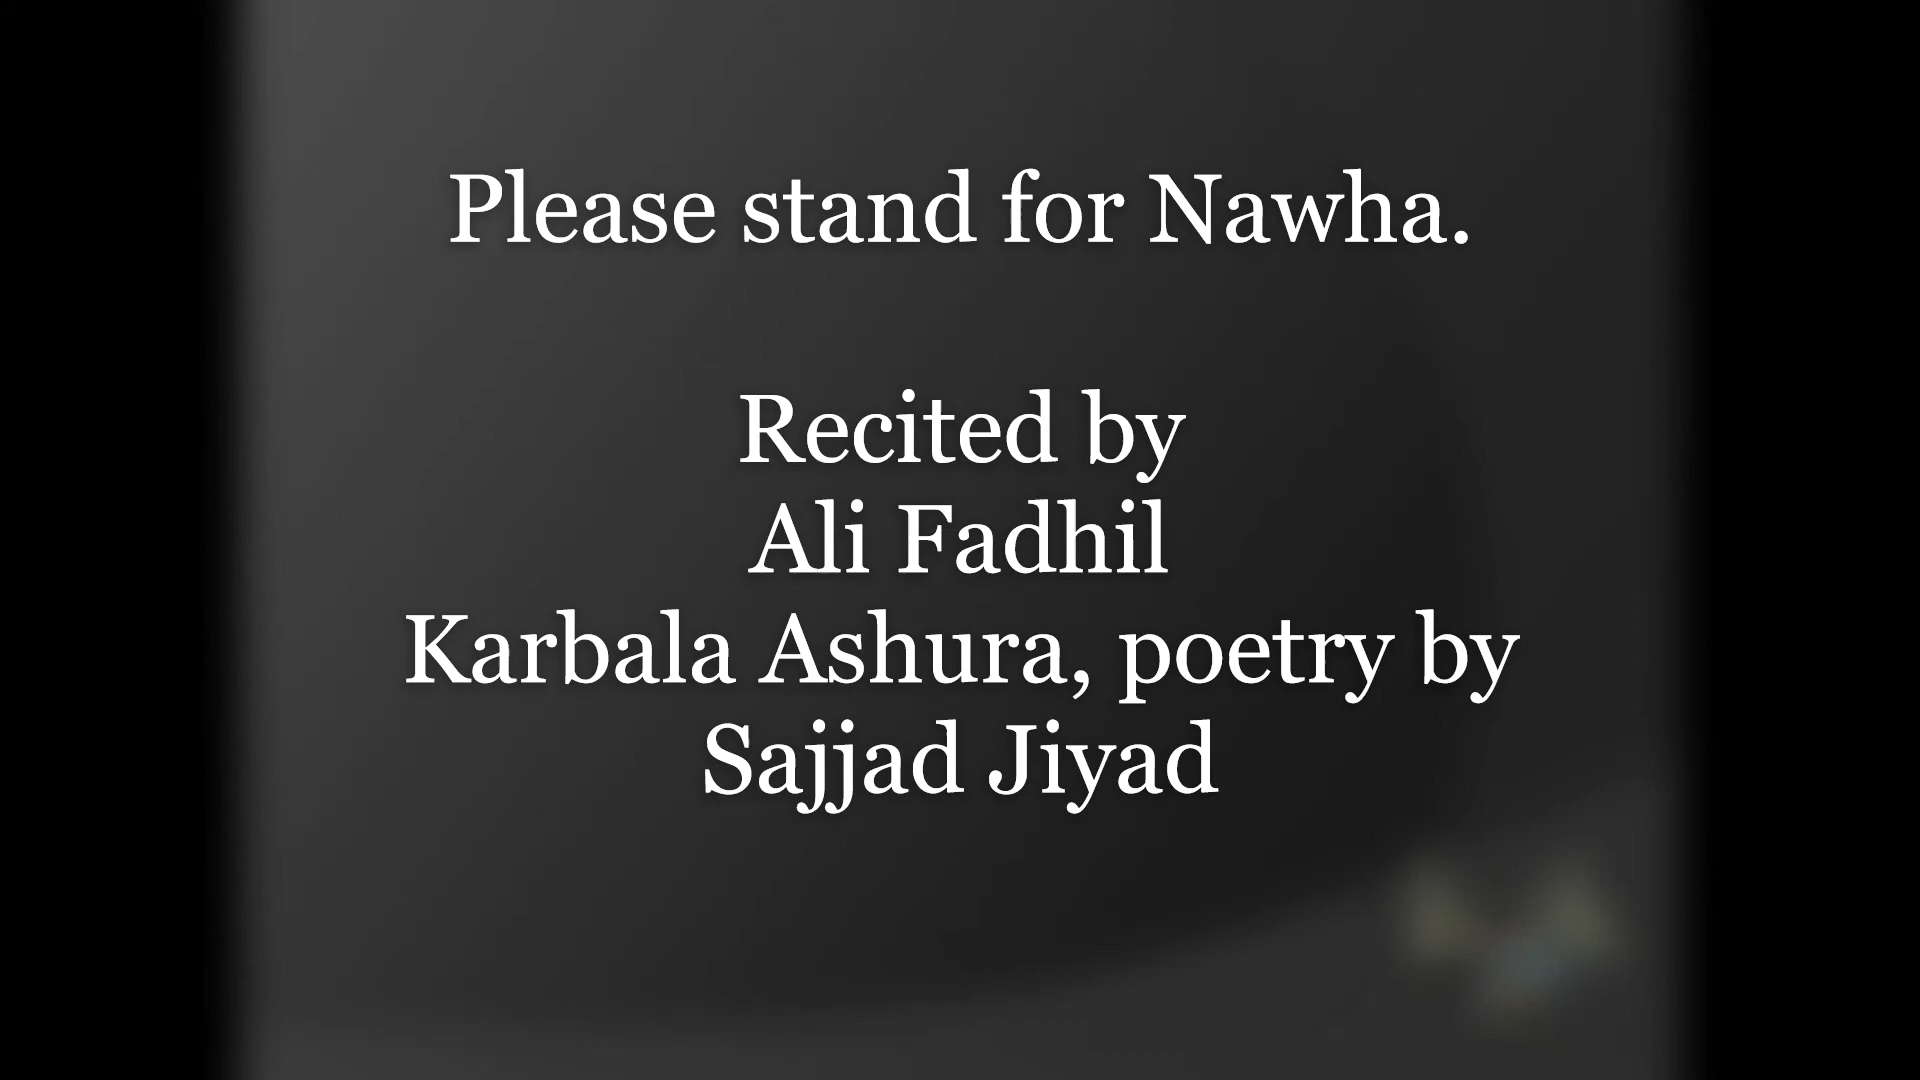 Please stand for Nawha.
Recited by
Ali Fadhil
Karbala Ashura, poetry by
Sajjad Jiyad